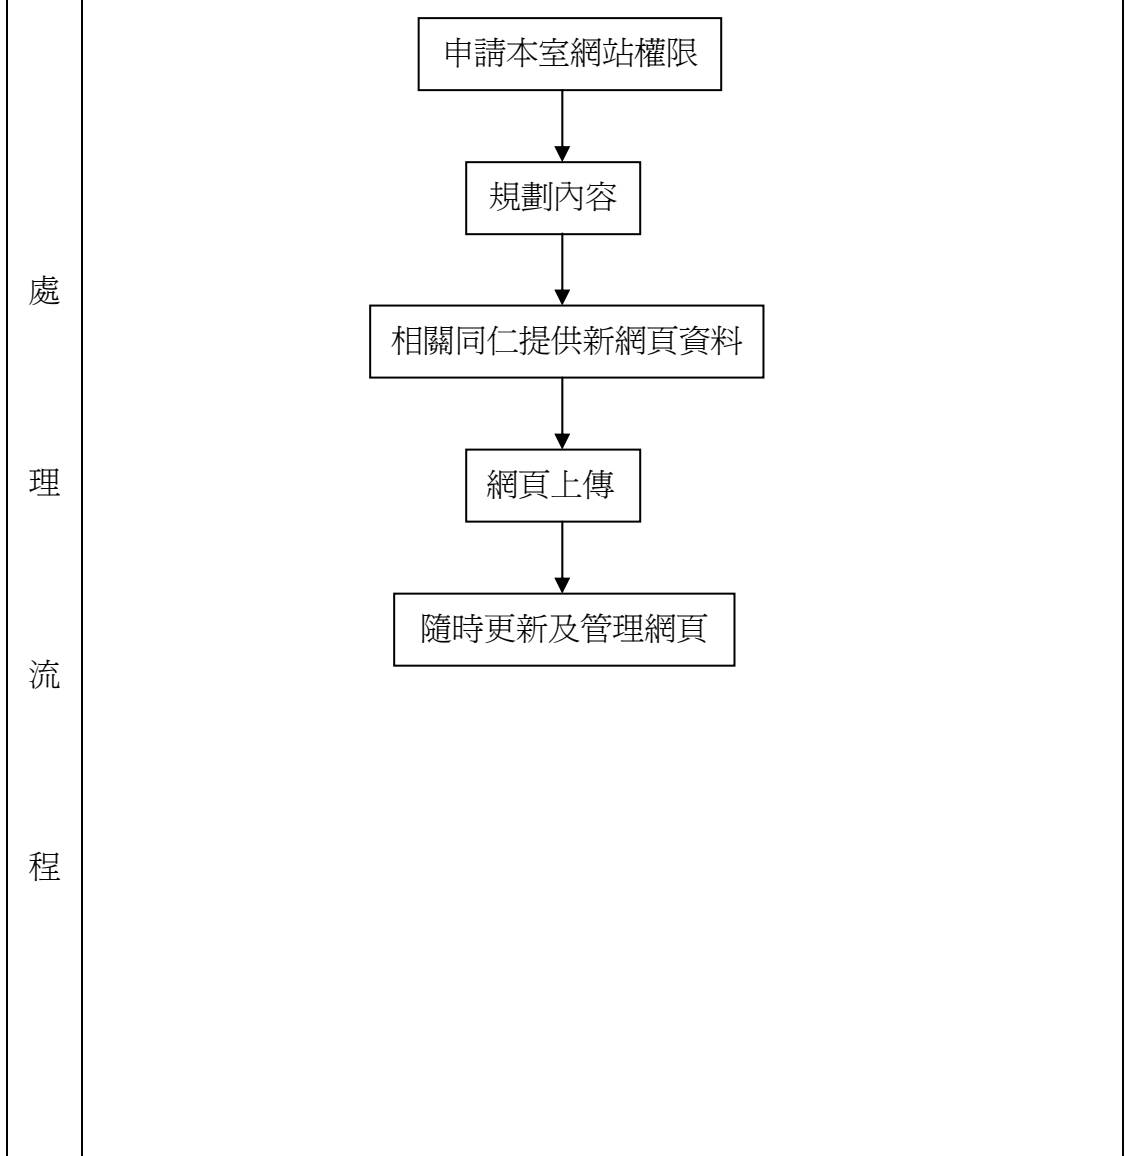 處
理
流
程
申請本室網站權限
規劃內容
相關同仁提供新網頁資料
網頁上傳
隨時更新及管理網頁